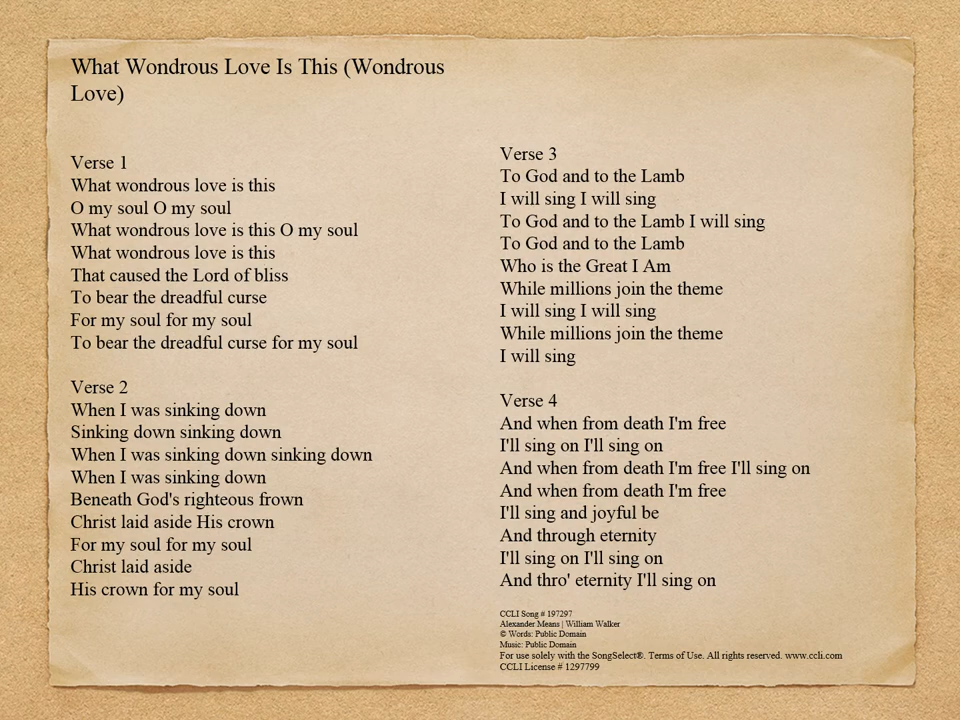 What Wondrous Love Is This (Wondrous
Love)
Verse 1
What wondrous love is this
O my soul O my soul
What wondrous love is this O my soul
What wondrous love is this
That caused the Lord of bliss
To bear the dreadful curse
For my soul for my soul
To bear the dreadful curse for my soul
Verse 2
When I was sinking down
Sinking down sinking down
When I was sinking down sinking down
When I was sinking down
Beneath God's righteous frown
Christ laid aside His crown
For my soul for my soul
Christ laid aside
His crown for my soul
Verse 3
To God and to the Lamb
I will sing I will sing
To God and to the Lamb I will sing
To God and to the Lamb
Who is the Great I Am
While millions join the theme
I will sing I will sing
While millions join the theme
I will sing
Verse 4
And when from death I'm free
I'll sing on I'll sing on
And when from death I'm free I'll sing on
And when from death I'm free
I'll sing and joyful be
And through eternity
I'll sing on I'll sing on
And thro' eternity I'll sing on
CCLI Song # 197297
Alexander Means | William Walker
© Words: Public Domain
Music: Public Domain
For use solely with the SongSelect®. Terms of Use. All rights reserved. www.ccli.com
CCLI License # 1297799